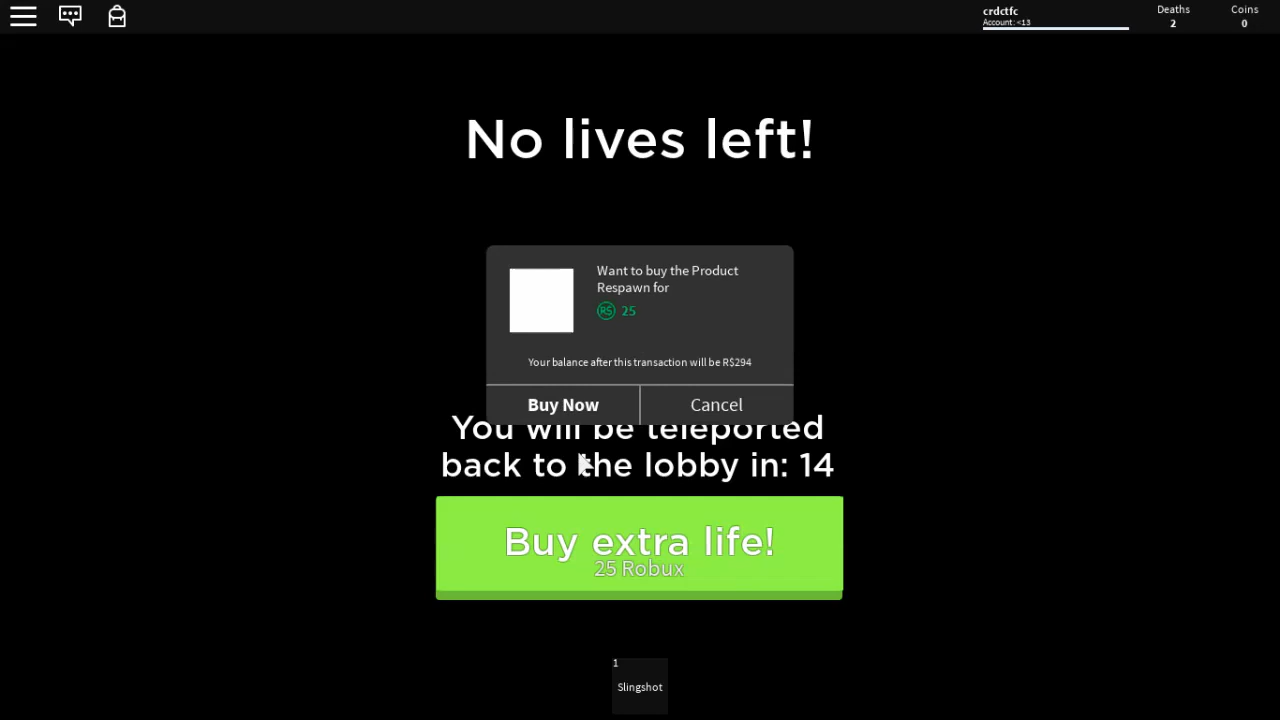 crdctfc
Account: <13
Deaths
2
Coins
0
No lives left!
Want to buy the Product
Respawn for
R$ 25
Your balance after this transaction will be R$294
Buy Now
Cancel
You will be teleported
back to the lobby in: 14
Buy extra life!
25 Robux
1
Slingshot